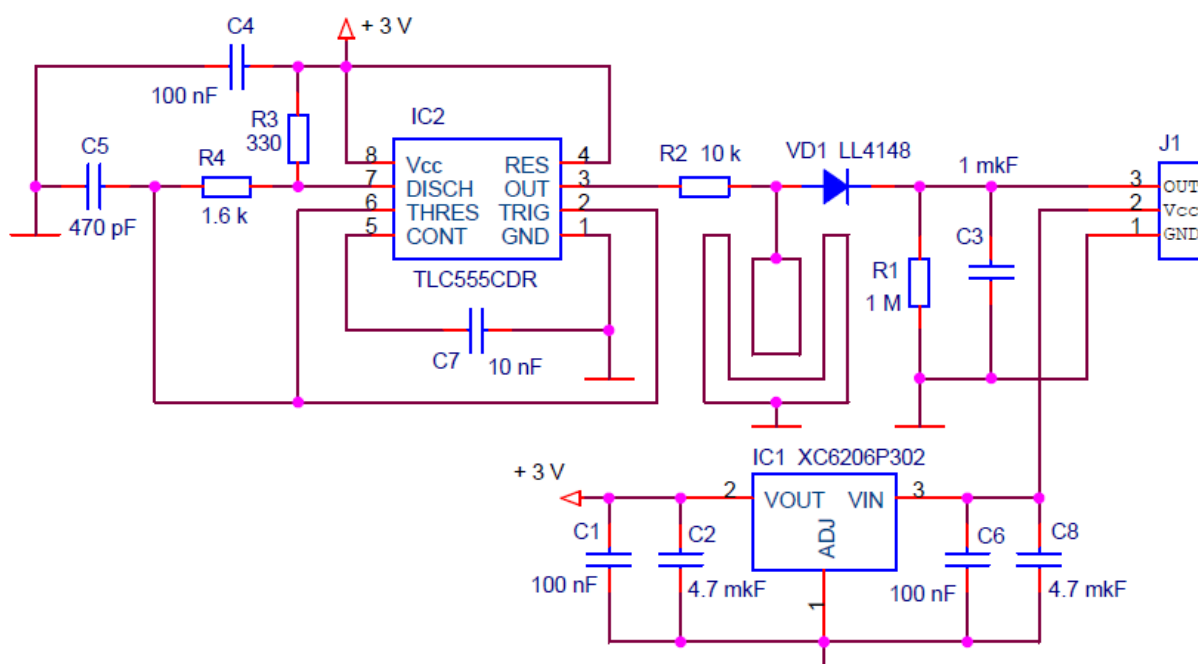 C4
+ 3 V
100 nF
R3
330
IC2
C5
R4
470 pF
1.6 k
8 Vcc RES 4
7 DISCH OUT 3
6 THRES TRIG 2
5 CONT GND 1
TLC555CDR
C7
10 nF
R2 10 k
VD1 LL4148
1 mkF
J1
3 OUT
2 Vcc
1 GND
R1
1 M
C3
IC1 XC6206P302
+ 3 V
2 VOUT VIN 3
ADJ
1
C1
100 nF
C2
4.7 mkF
C6
100 nF
C8
4.7 mkF